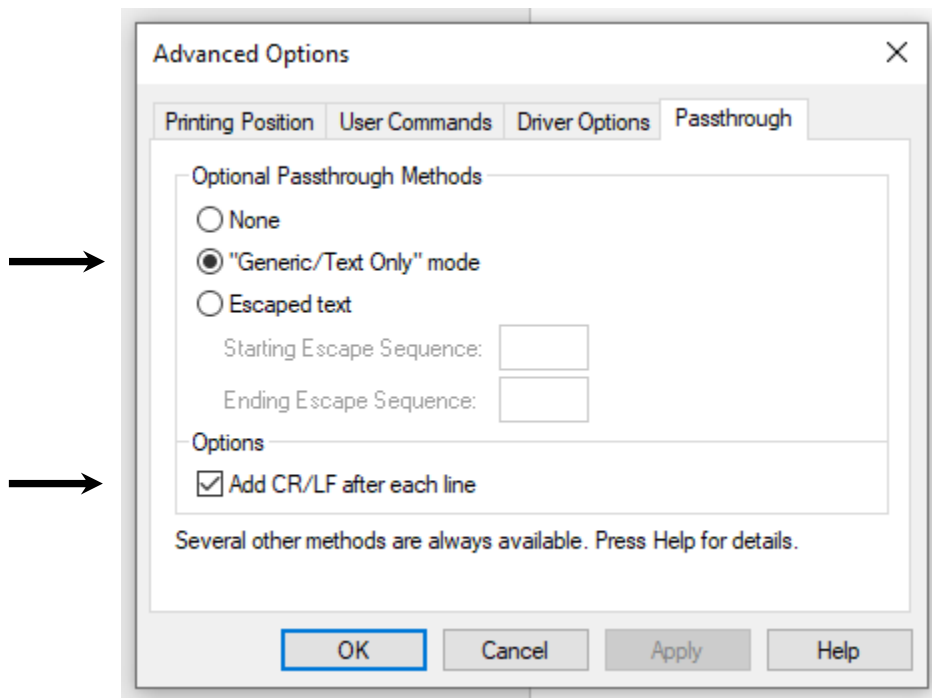 Advanced Options
Printing Position User Commands Driver Options Passthrough
Optional Passthrough Methods
None
"Generic/Text Only" mode
Escaped text
Starting Escape Sequence:
Ending Escape Sequence:
Options
Add CR/LF after each line
Several other methods are always available. Press Help for details.
OK Cancel Apply Help